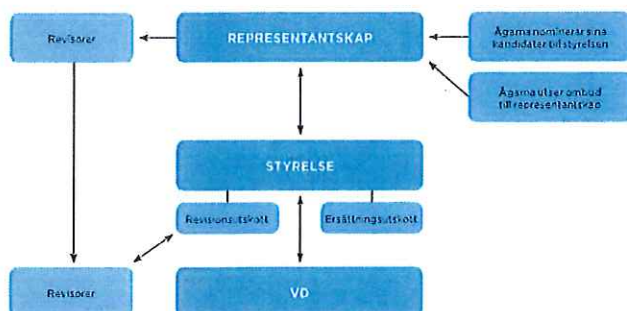 Revisorer
REPRESENTANTSKAP
Ägarna nominerar sina
kandidater till styrelsen
Ägarna utser ombud
till representantskap
STYRELSE
Revisionsutskott
Ersättningsutskott
Revisorer
VD